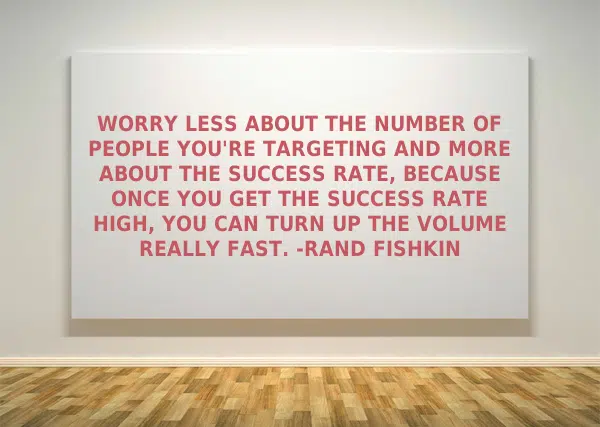 WORRY LESS ABOUT THE NUMBER OF
PEOPLE YOU'RE TARGETING AND MORE
ABOUT THE SUCCESS RATE, BECAUSE
ONCE YOU GET THE SUCCESS RATE
HIGH, YOU CAN TURN UP THE VOLUME
REALLY FAST. -RAND FISHKIN